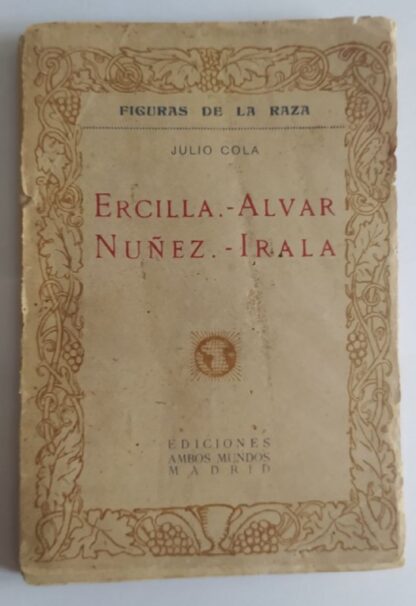 FIGURAS DE LA RAZA
JULIO COLA
ERCILLA.-ALVAR
NUÑEZ.-IRALA
EDICIONES
AMBOS MUNDOS
MADRID